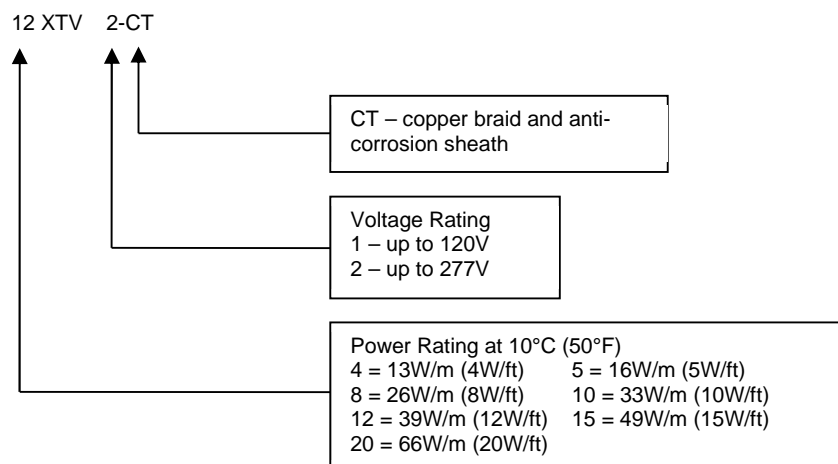 12 XTV 2-CT
CT – copper braid and anti-
corrosion sheath
Voltage Rating
1 – up to 120V
2 – up to 277V
Power Rating at 10°C (50°F)
4 = 13W/m (4W/ft) 5 = 16W/m (5W/ft)
8 = 26W/m (8W/ft) 10 = 33W/m (10W/ft)
12 = 39W/m (12W/ft) 15 = 49W/m (15W/ft)
20 = 66W/m (20W/ft)